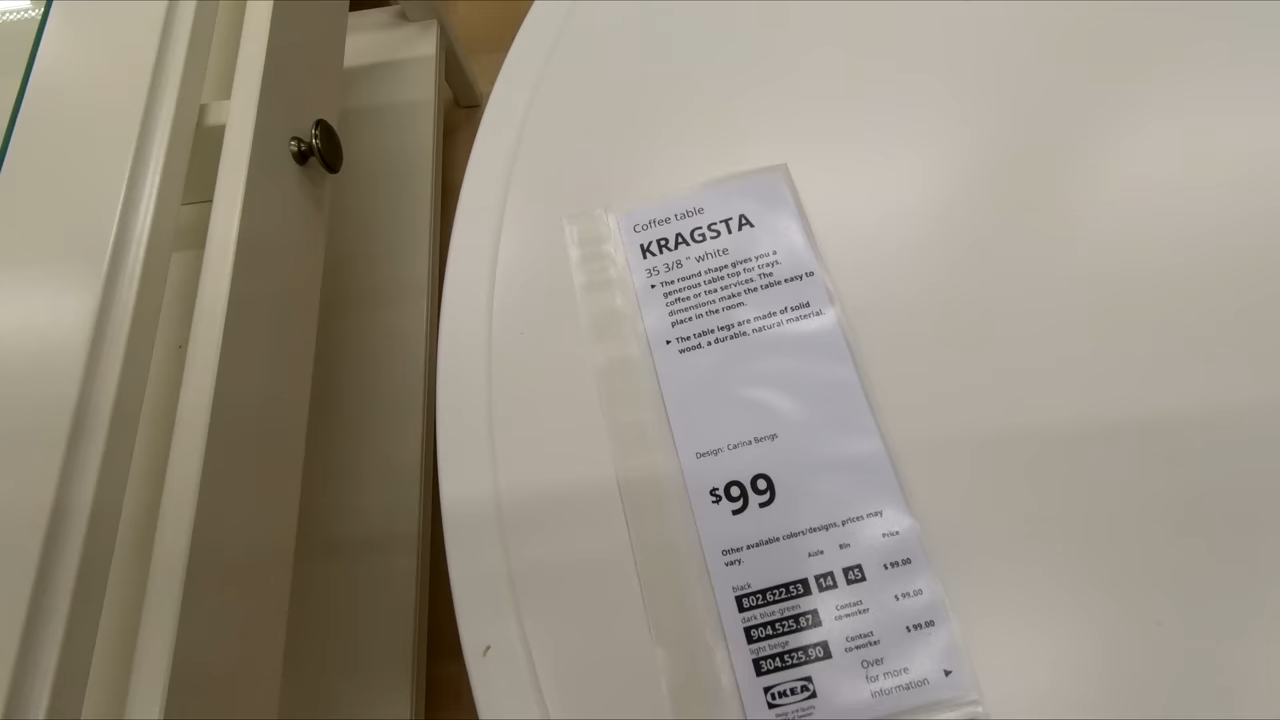 Coffee table
KRAGSTA
35 3/8 " white
▶ The round shape gives you a
generous table top for trays,
coffee or tea services. The
dimensions make the table easy to
place in the room.
▶ The table legs are made of solid
wood, a durable, natural material.
Design: Carina Bengs
$99
Other available colors/designs, prices may
vary.
Aisle Bin Price
black
802.622.53 14 45 $ 99.00
dark blue-green
904.525.87 Contact co-worker $ 99.00
light beige
304.525.90 Contact co-worker $ 99.00
Over
for more
information ▶
IKEA
Design and Quality